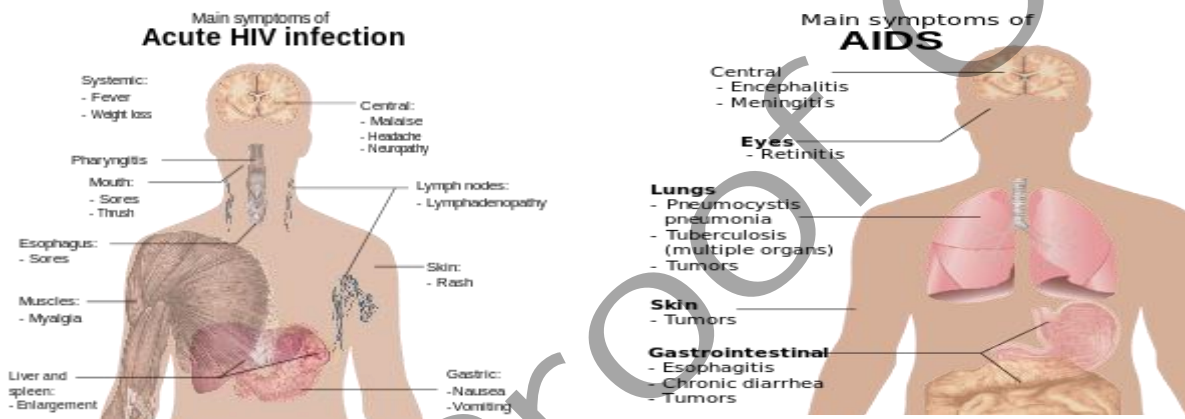 Main symptoms of
Acute HIV infection
Systemic:
- Fever
- Weight loss
Central:
- Malaise
- Headache
- Neuropathy
Pharyngitis
Mouth:
- Sores
- Thrush
Lymph nodes:
- Lymphadenopathy
Esophagus:
- Sores
Skin:
- Rash
Muscles:
- Myalgia
Liver and
spleen:
- Enlargement
Gastric:
-Nausea
-Vomiting
Main symptoms of
AIDS
Central
- Encephalitis
- Meningitis
Eyes
- Retinitis
Lungs
- Pneumocystis
pneumonia
- Tuberculosis
(multiple organs)
- Tumors
Skin
- Tumors
Gastrointestinal
- Esophagitis
- Chronic diarrhea
- Tumors